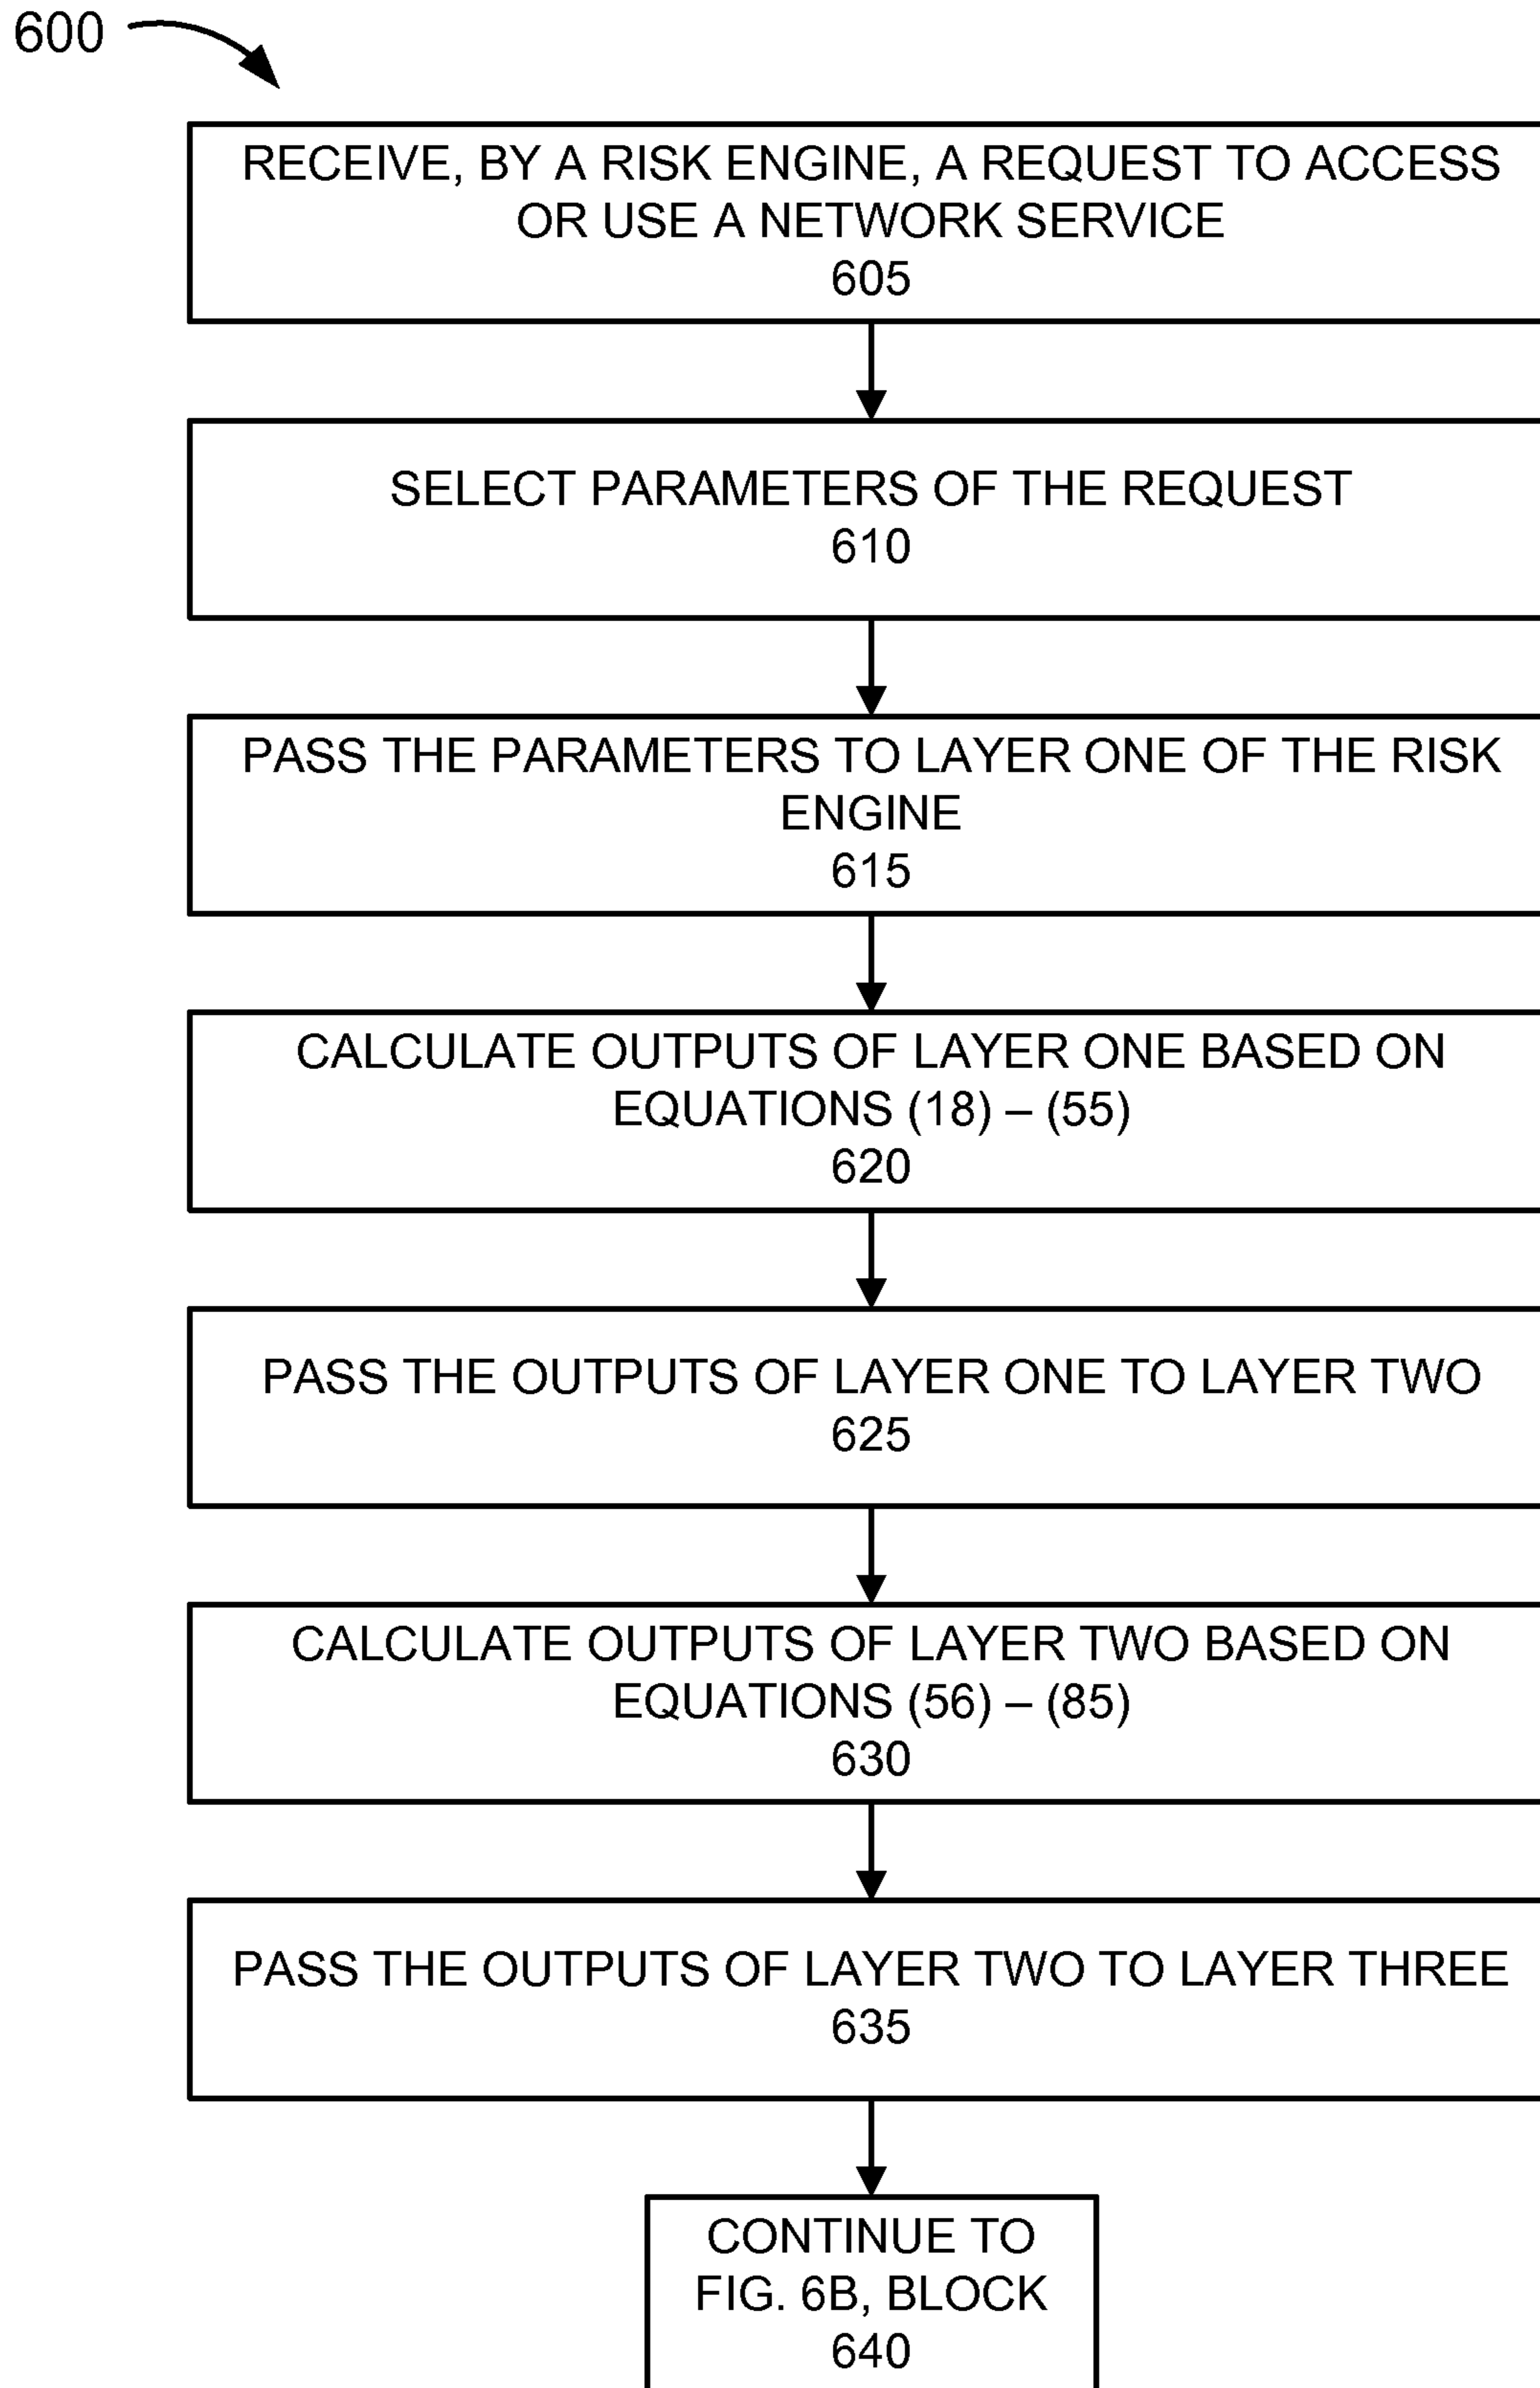 600
RECEIVE, BY A RISK ENGINE, A REQUEST TO ACCESS
OR USE A NETWORK SERVICE
605
SELECT PARAMETERS OF THE REQUEST
610
PASS THE PARAMETERS TO LAYER ONE OF THE RISK
ENGINE
615
CALCULATE OUTPUTS OF LAYER ONE BASED ON
EQUATIONS (18) – (55)
620
PASS THE OUTPUTS OF LAYER ONE TO LAYER TWO
625
CALCULATE OUTPUTS OF LAYER TWO BASED ON
EQUATIONS (56) – (85)
630
PASS THE OUTPUTS OF LAYER TWO TO LAYER THREE
635
CONTINUE TO
FIG. 6B, BLOCK
640